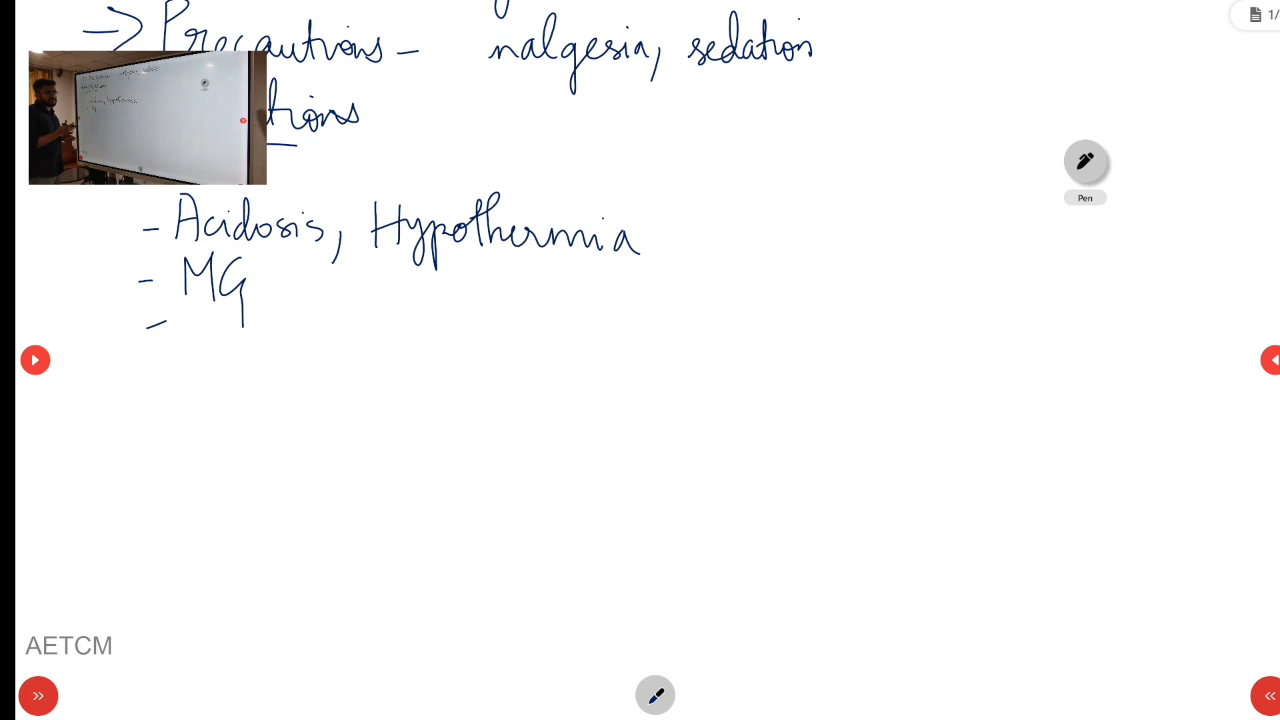 → Precautions - nalgesia, sedation
tions
- Acidosis, Hypothermia
- MG
-
Pen
1/
AETCM